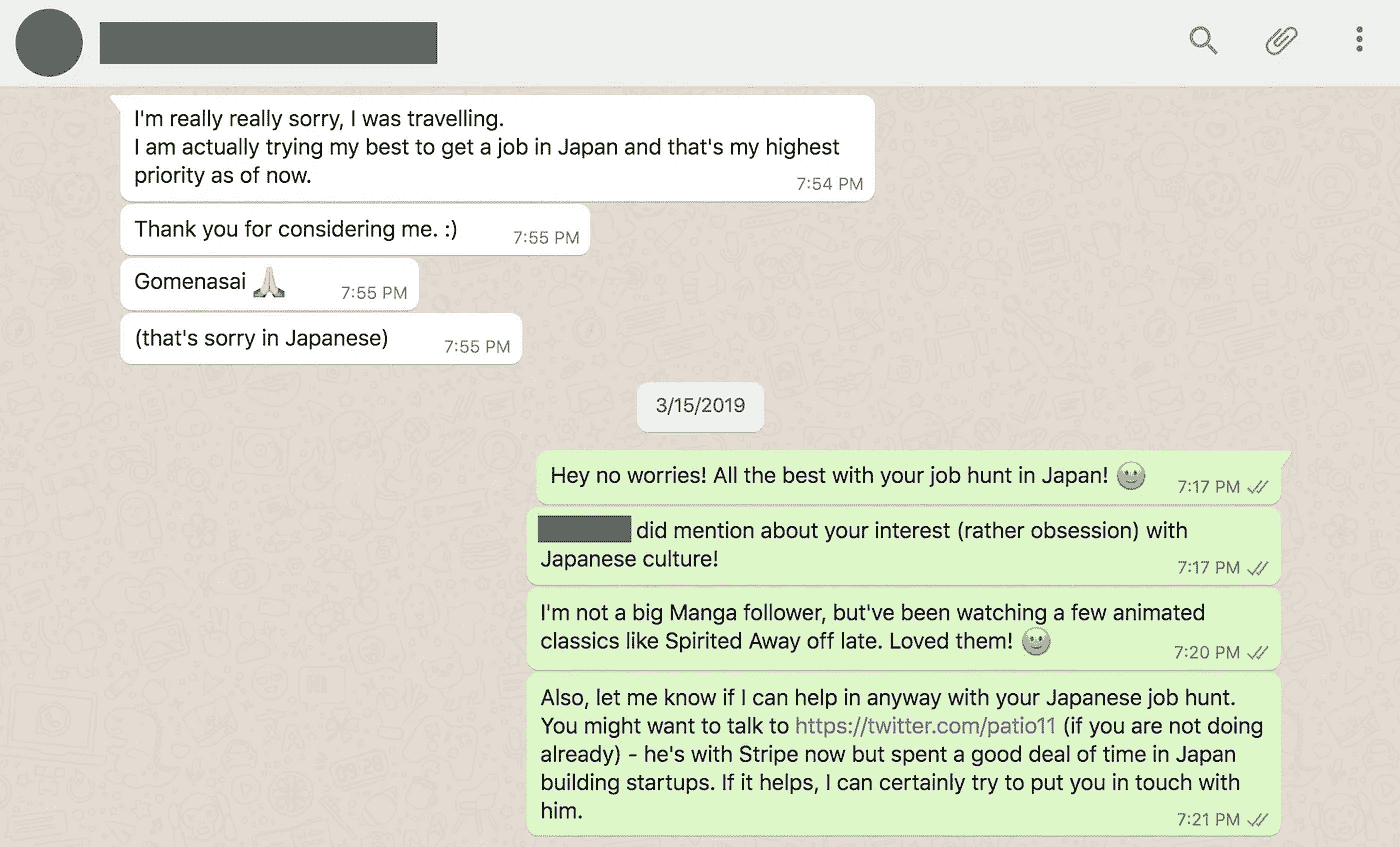 I'm really really sorry, I was travelling.
I am actually trying my best to get a job in Japan and that's my highest
priority as of now.
7:54 PM
Thank you for considering me. :)
7:55 PM
Gomenasai 🙏
7:55 PM
(that's sorry in Japanese)
7:55 PM
3/15/2019
Hey no worries! All the best with your job hunt in Japan! 🙂
7:17 PM
did mention about your interest (rather obsession) with
Japanese culture!
7:17 PM
I'm not a big Manga follower, but've been watching a few animated
classics like Spirited Away off late. Loved them! 🙂
7:20 PM
Also, let me know if I can help in anyway with your Japanese job hunt.
You might want to talk to https://twitter.com/patio11 (if you are not doing
already) - he's with Stripe now but spent a good deal of time in Japan
building startups. If it helps, I can certainly try to put you in touch with
him.
7:21 PM